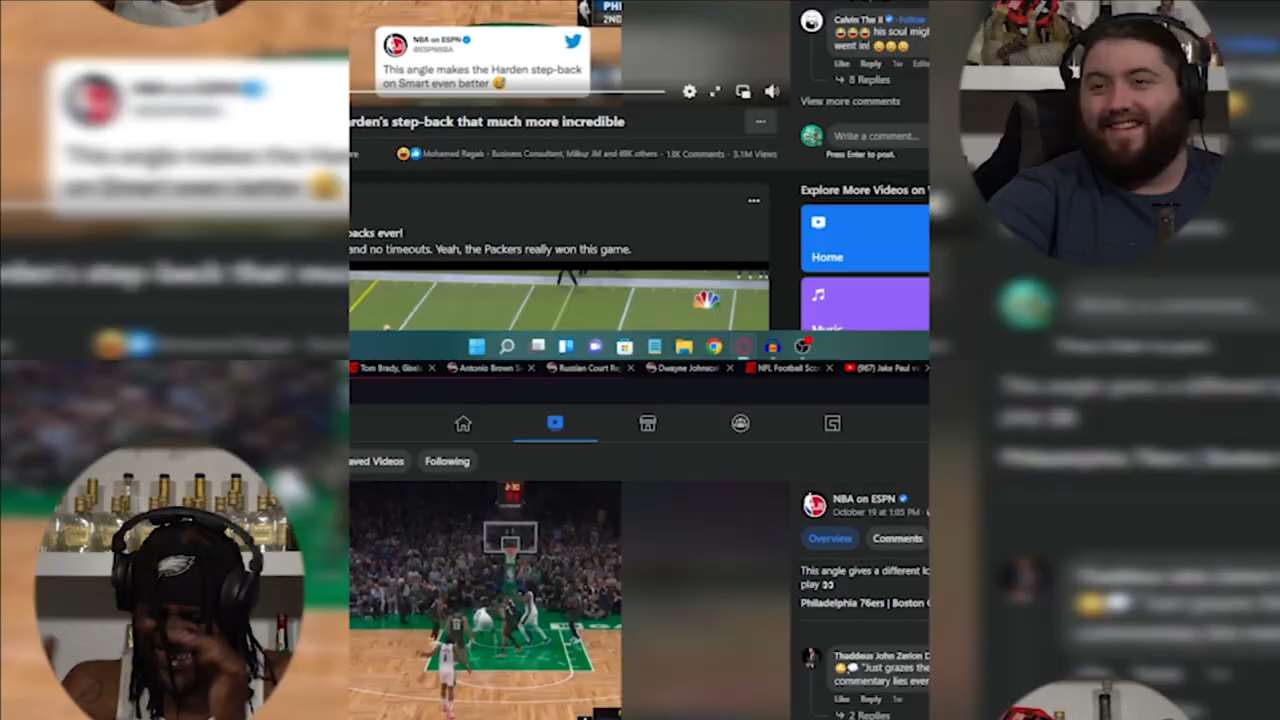 PHI
2ND
NBA on ESPN
@ESPNNBA
This angle makes the Harden step-back
on Smart even better
arden's step-back that much more incredible
Mohamed Ragab - Business Consultant, Milkur JM and 69K others · 1.3K Comments · 3.1M Views
backs ever!
and no timeouts. Yeah, the Packers really won this game.
Calvin The II · Follow
his soul migh
went in!
Like Reply 1w Edite
8 Replies
View more comments
Write a comment...
Press Enter to post.
Explore More Videos on
Home
Music
Tom Brady, Gisel
Antonio Brown S
Russian Court Re
Dwayne Johnson
NFL Football Sco
(967) Jake Paul v
aved Videos
Following
NBA on ESPN
October 19 at 1:05 PM ·
Overview
Comments
This angle gives a different lo
play
Philadelphia 76ers | Boston C
Thaddeus John Zerion D
"Just grazes the
commentary lies ever
Like Reply 1w
2 Replies